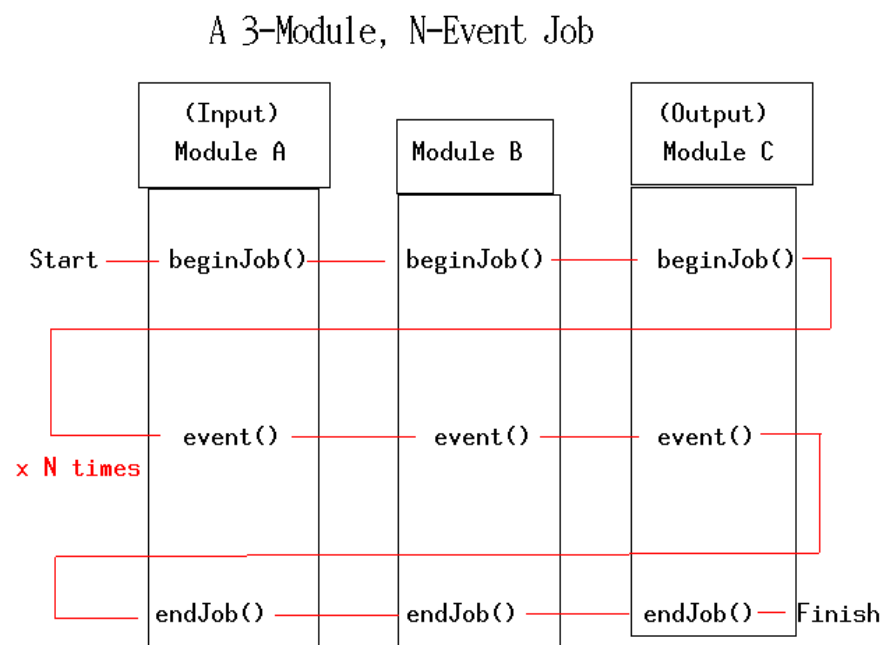 A 3-Module, N-Event Job
(Input)
Module A
Module B
(Output)
Module C
Start
beginJob()
beginJob()
beginJob()
event()
event()
event()
x N times
endJob()
endJob()
endJob()
Finish